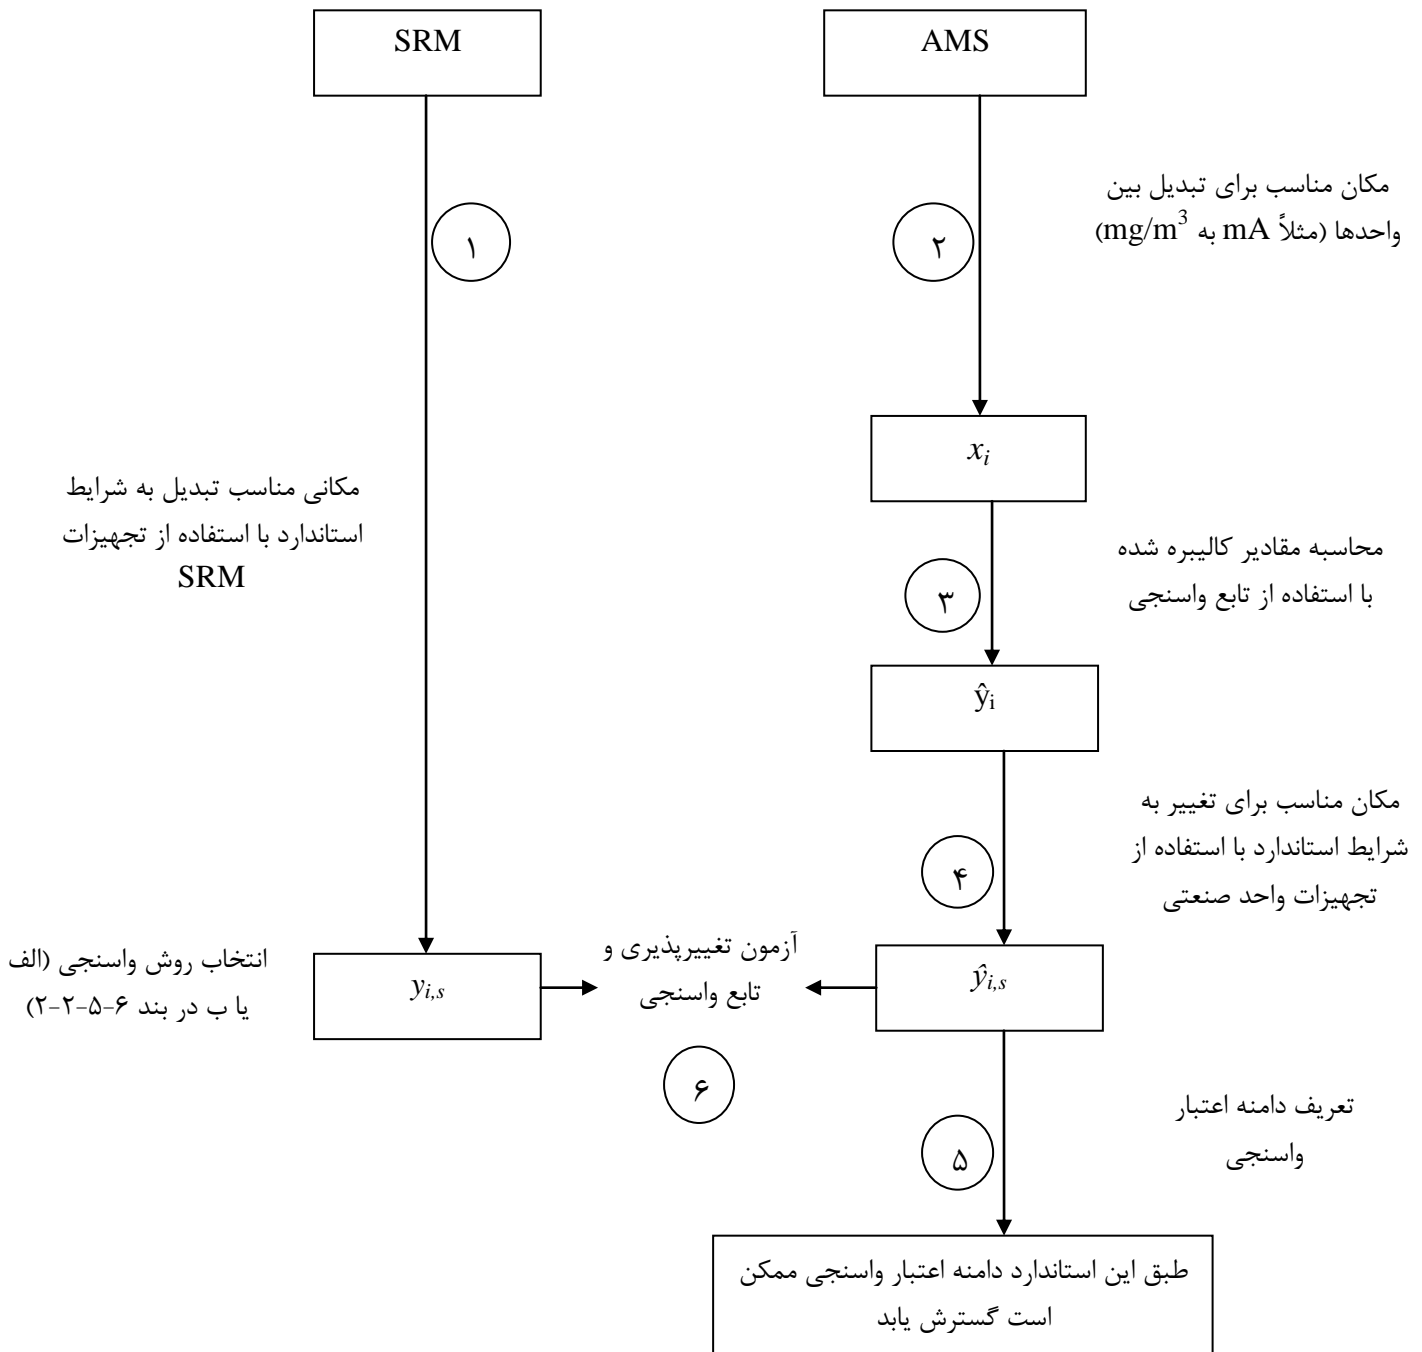 SRM
AMS
مکان مناسب برای تبدیل بین
واحدها (مثلاً mA به mg/m³)
۱
۲
x_i
مکانی مناسب تبدیل به شرایط
استاندارد با استفاده از تجهیزات
SRM
محاسبه مقادیر کالیبره شده
با استفاده از تابع واسنجی
۳
ŷ_i
مکان مناسب برای تغییر به
شرایط استاندارد با استفاده از
تجهیزات واحد صنعتی
۴
انتخاب روش واسنجی (الف
یا ب در بند ۶-۵-۲-۲)
y_{i,s}
آزمون تغییرپذیری و
تابع واسنجی
ŷ_{i,s}
۶
تعریف دامنه اعتبار
واسنجی
۵
طبق این استاندارد دامنه اعتبار واسنجی ممکن
است گسترش یابد